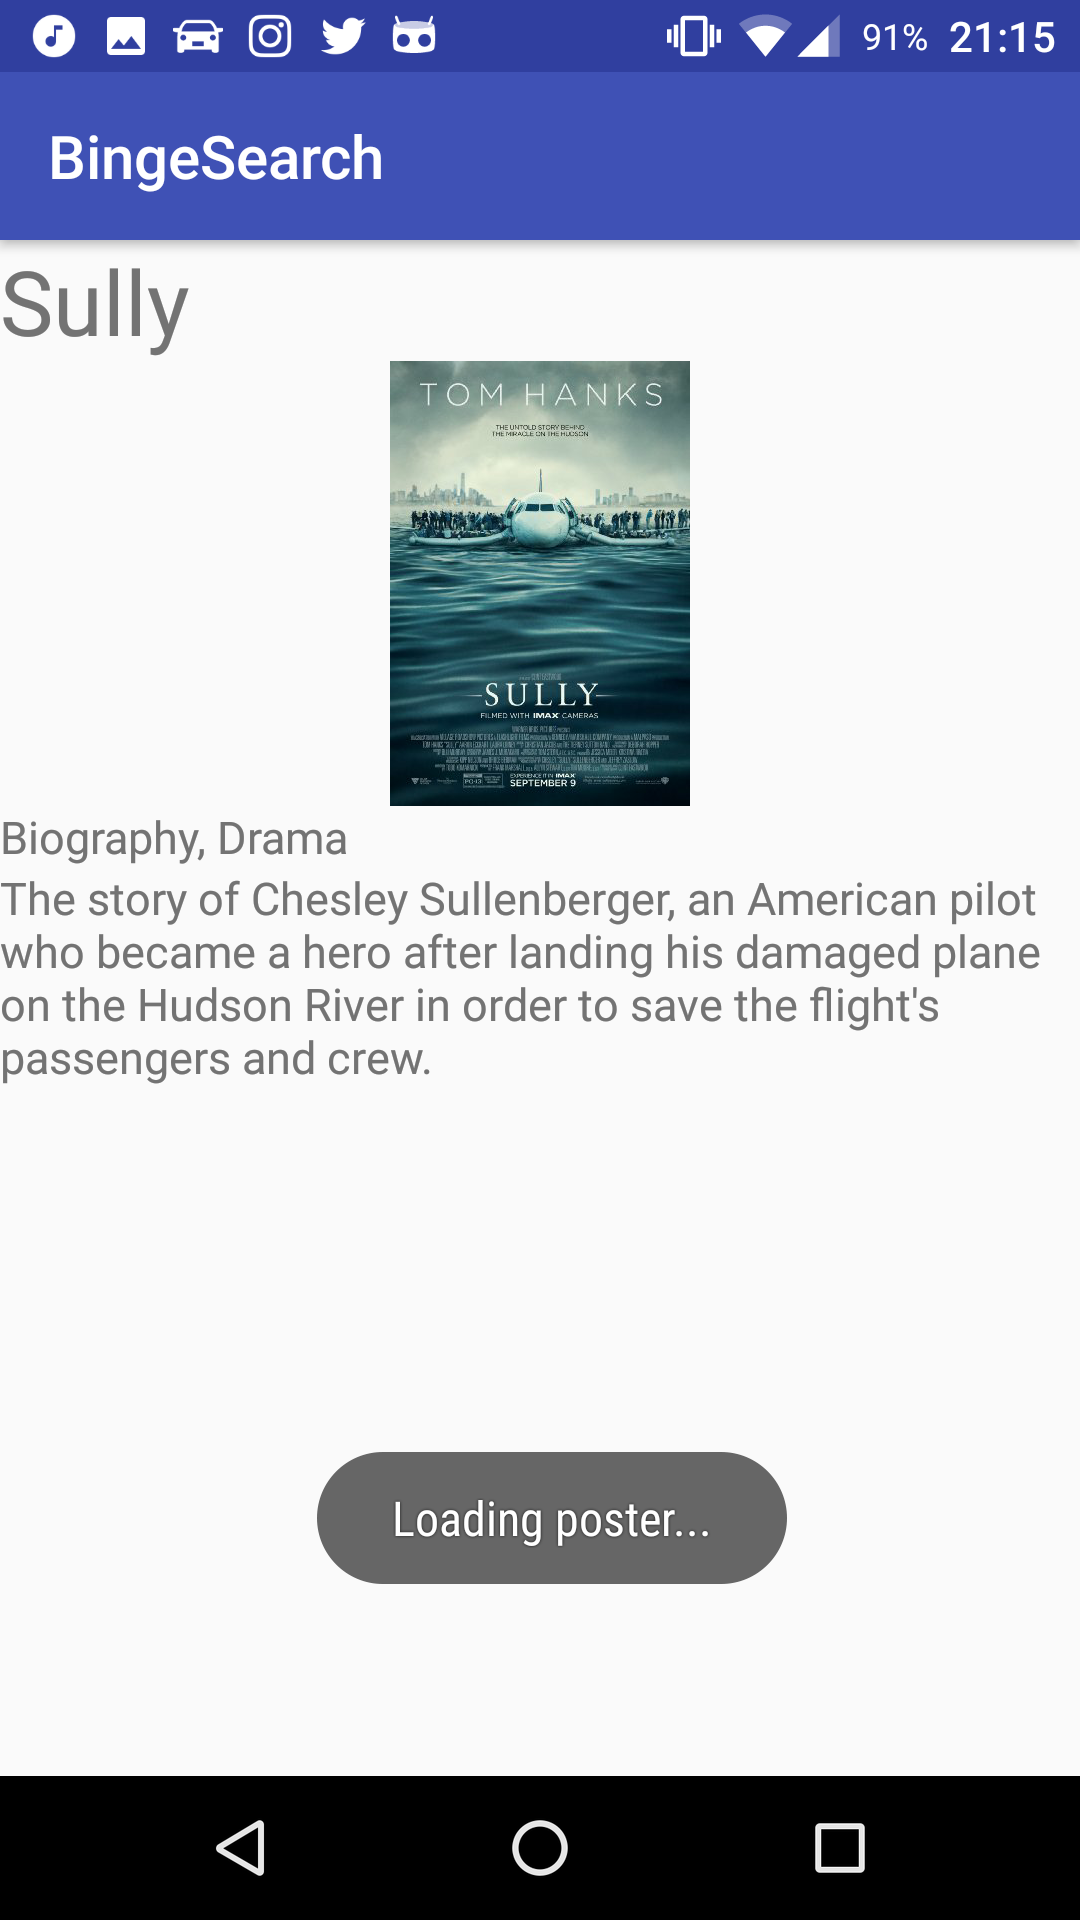 91% 21:15
BingeSearch
Sully
TOM HANKS
THE UNTOLD STORY BEHIND
THE MIRACLE ON THE HUDSON
SULLY
FILMED WITH IMAX CAMERAS
EXPERIENCE IT IN IMAX
SEPTEMBER 9
Biography, Drama
The story of Chesley Sullenberger, an American pilot
who became a hero after landing his damaged plane
on the Hudson River in order to save the flight's
passengers and crew.
Loading poster...